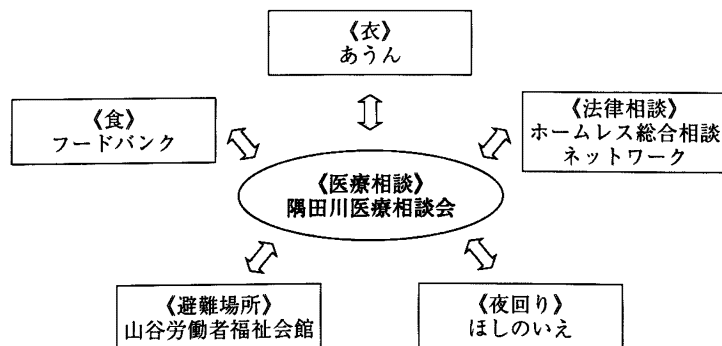 《衣》
あうん
《食》
フードバンク
《法律相談》
ホームレス総合相談
ネットワーク
《医療相談》
隅田川医療相談会
《避難場所》
山谷労働者福祉会館
《夜回り》
ほしのいえ